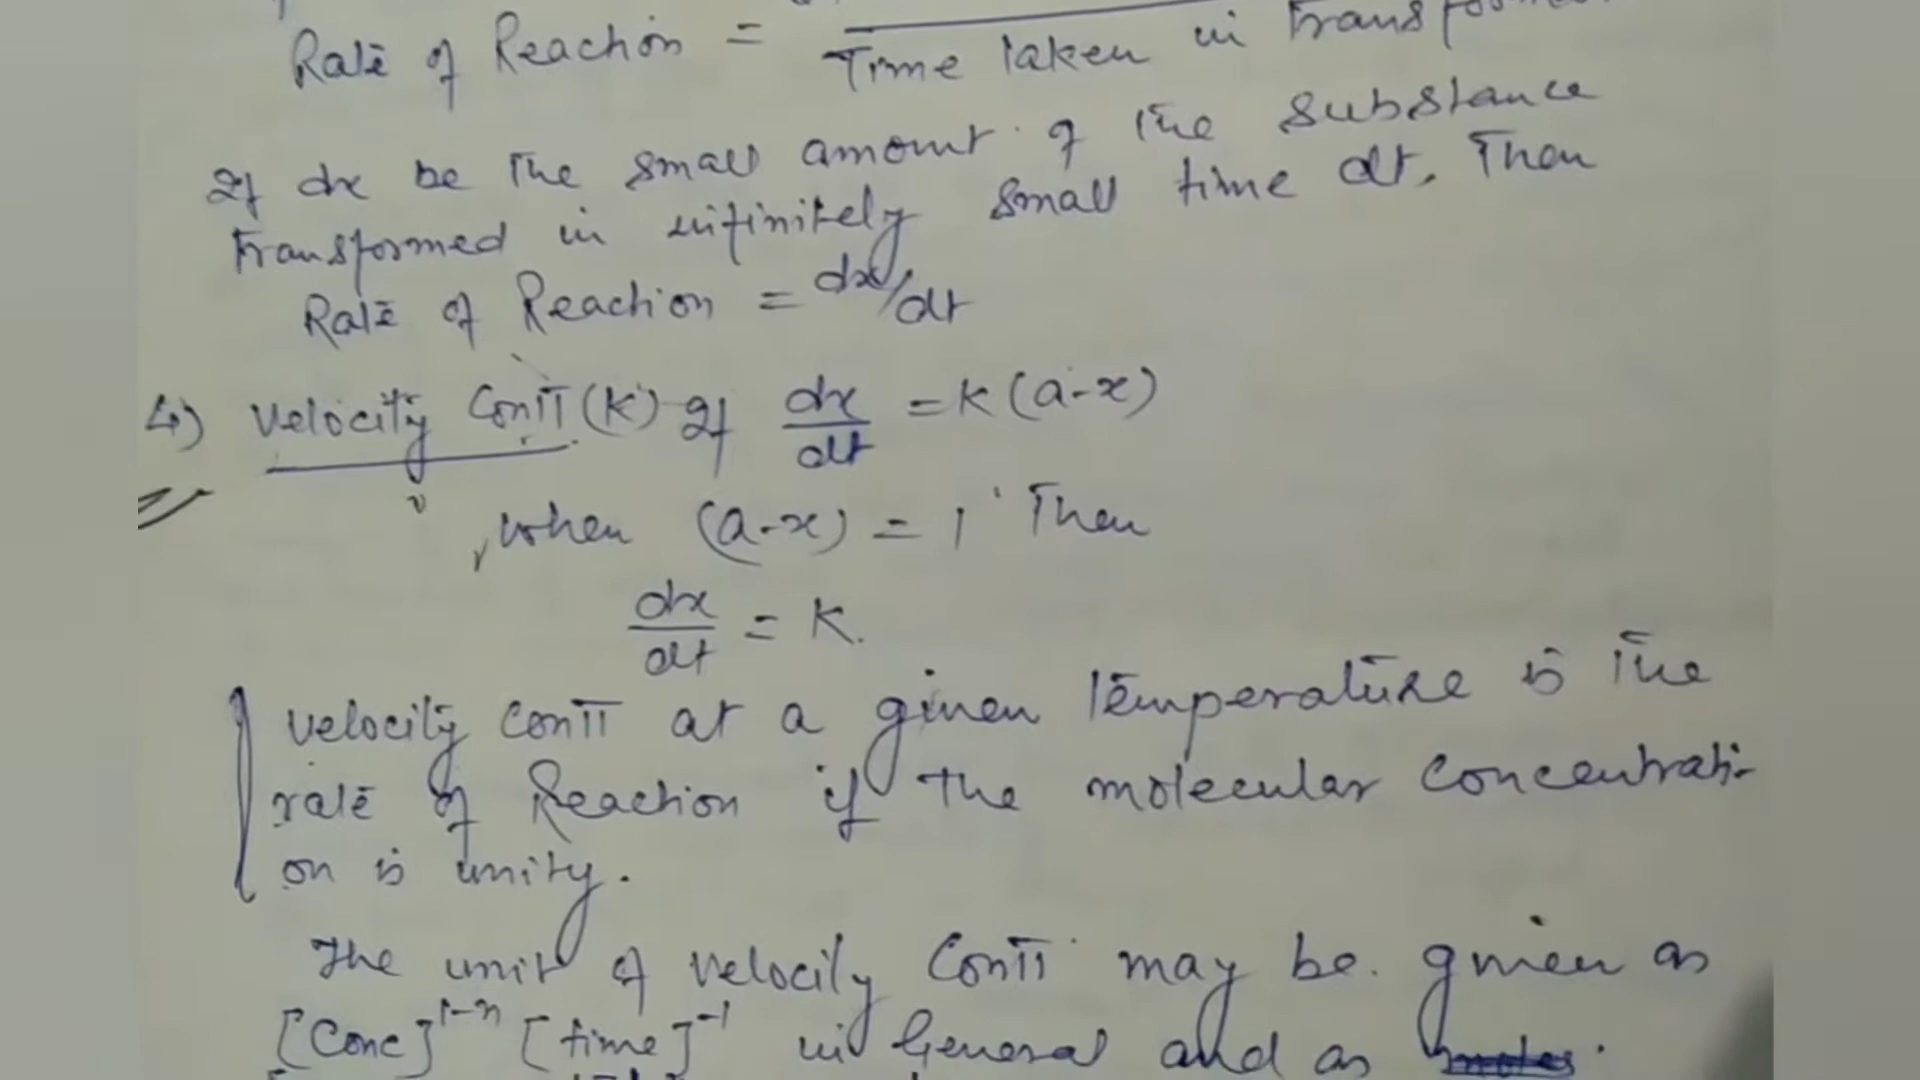 Rate of Reaction =
Time taken in transfor
If dx be the small amount of the substance
transformed in infinitely small time dt, Then
Rate of Reaction = dx/dt
4) Velocity Constt (K) If dx/dt = K(a-x)
when (a-x) = 1 Then
dx/dt = K.
velocity constt at a given temperature is the
rate of Reaction if the molecular concentrati-
on is unity.
The unit of velocity Constt may be given as
[Conc]^1-n [time]^-1 in General and as